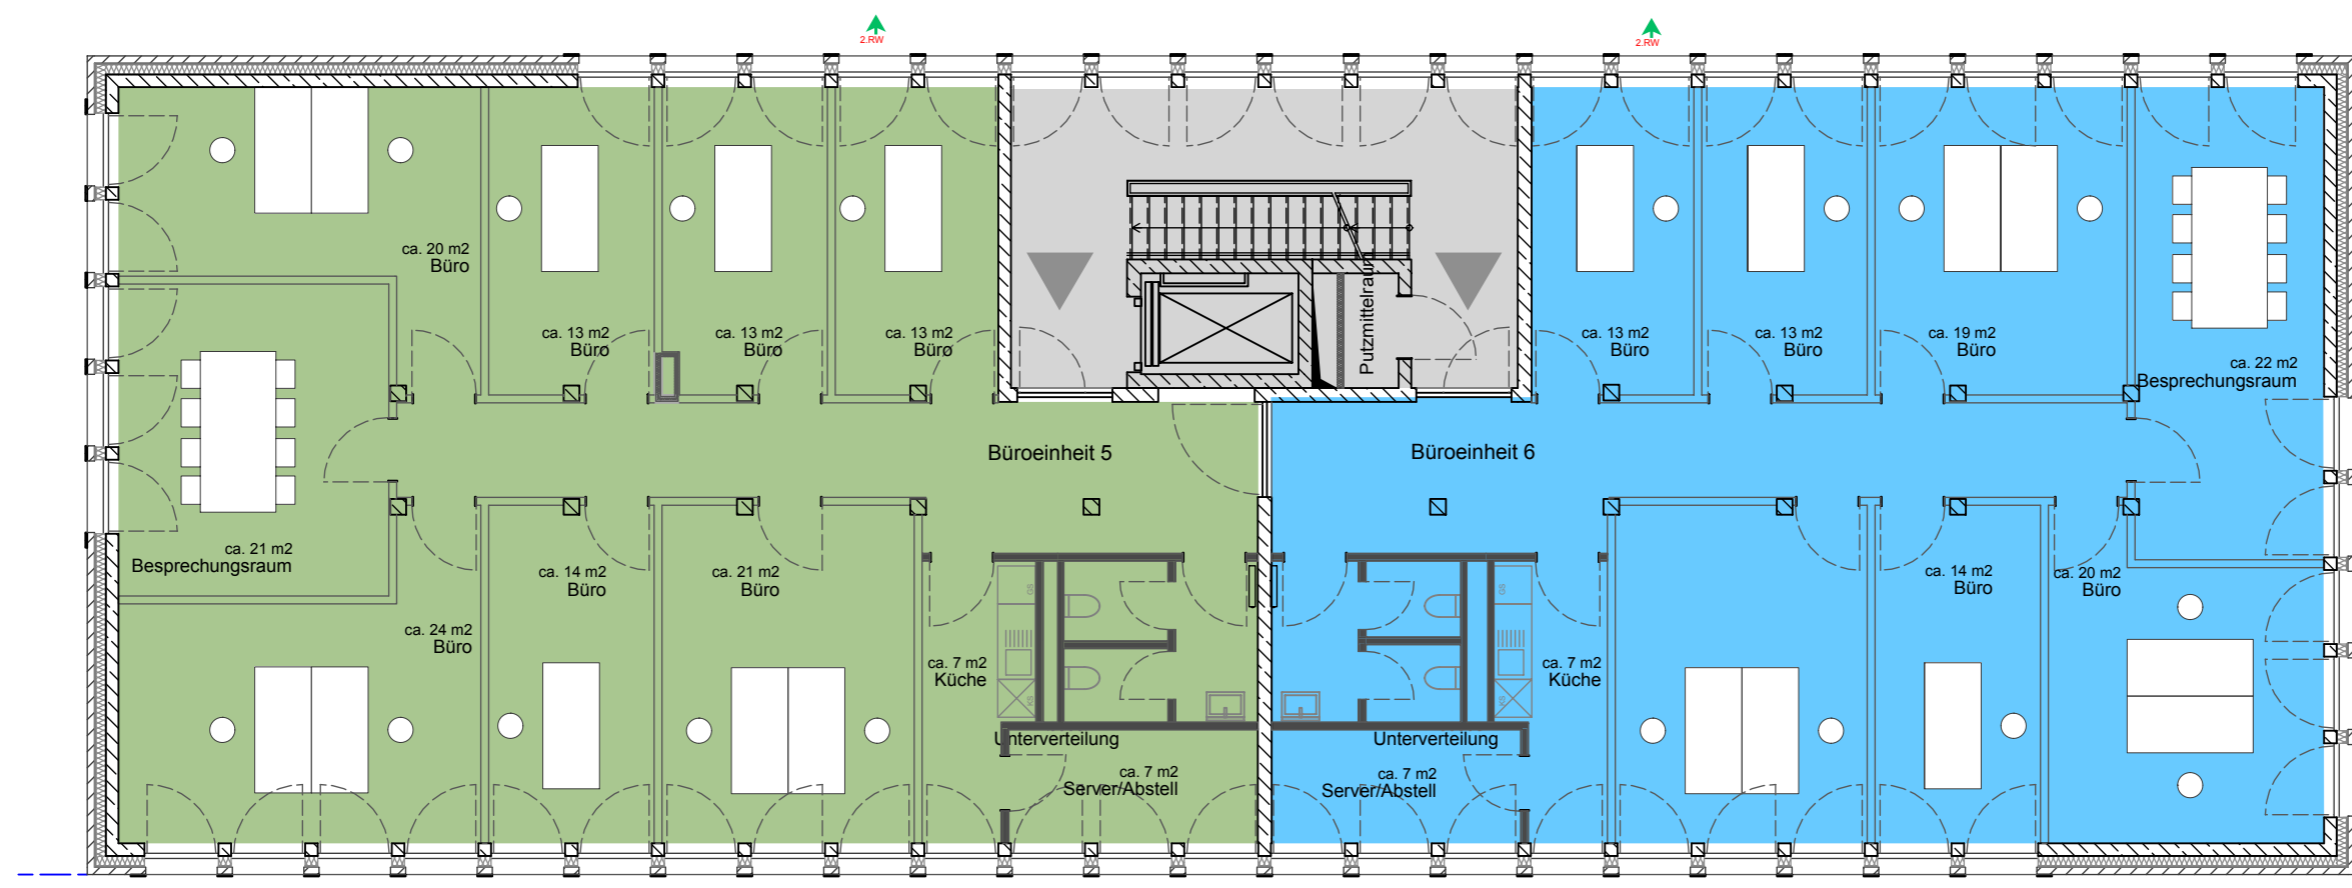 2.RW
2.RW
ca. 20 m2
Büro
ca. 13 m2
Büro
ca. 13 m2
Büro
ca. 13 m2
Büro
Putzmittelraum
ca. 13 m2
Büro
ca. 13 m2
Büro
ca. 19 m2
Büro
ca. 22 m2
Besprechungsraum
Büroeinheit 5
Büroeinheit 6
ca. 21 m2
Besprechungsraum
ca. 14 m2
Büro
ca. 21 m2
Büro
ca. 14 m2
Büro
ca. 20 m2
Büro
GS
GS
ca. 24 m2
Büro
ca. 7 m2
Küche
KS
ca. 7 m2
Küche
KS
Unterverteilung
Unterverteilung
ca. 7 m2
Server/Abstell
ca. 7 m2
Server/Abstell